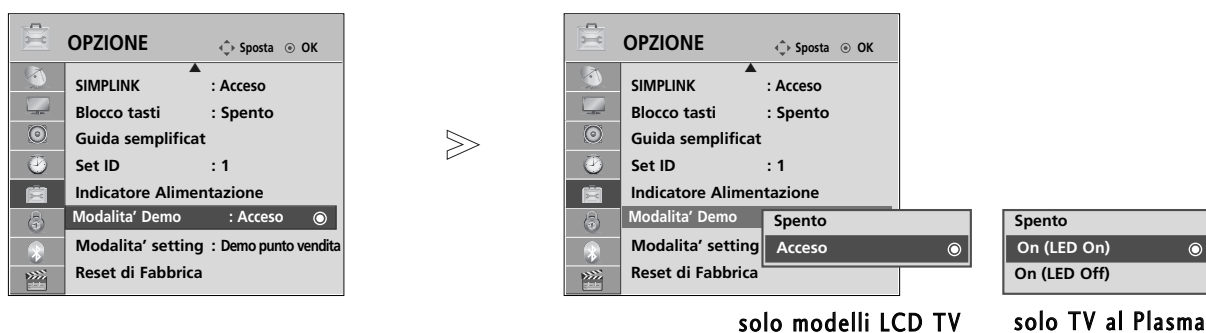 OPZIONE Sposta OK
SIMPLINK : Acceso
Blocco tasti : Spento
Guida semplificat
Set ID : 1
Indicatore Alimentazione
Modalita' Demo : Acceso
Modalita' setting : Demo punto vendita
Reset di Fabbrica
OPZIONE Sposta OK
SIMPLINK : Acceso
Blocco tasti : Spento
Guida semplificat
Set ID : 1
Indicatore Alimentazione
Modalita' Demo
Modalita' setting
Reset di Fabbrica
Spento
Acceso
solo modelli LCD TV
Spento
On (LED On)
On (LED Off)
solo TV al Plasma